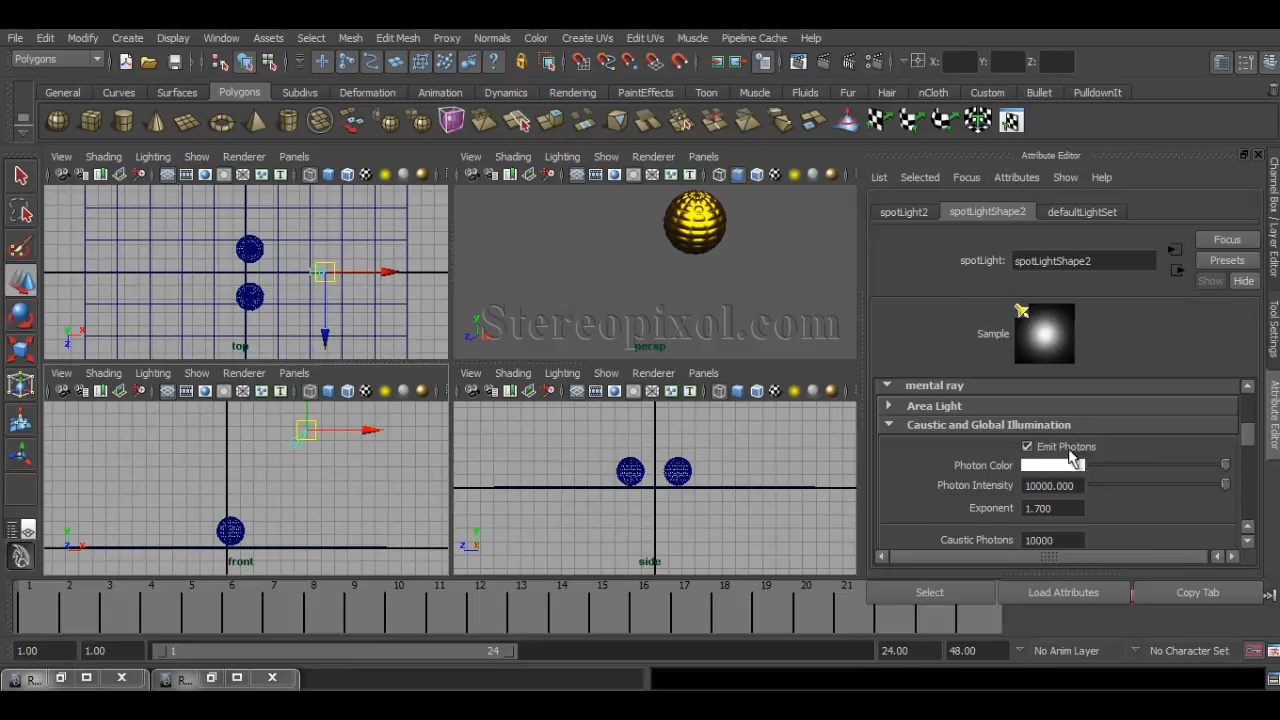 File Edit Modify Create Display Window Assets Select Mesh Edit Mesh Proxy Normals Color Create UVs Edit UVs Muscle Pipeline Cache Help
Polygons X: Y: Z:
General Curves Surfaces Polygons Subdivs Deformation Animation Dynamics Rendering PaintEffects Toon Muscle Fluids Fur Hair nCloth Custom Bullet PulldownIt
View Shading Lighting Show Renderer Panels
View Shading Lighting Show Renderer Panels
Attribute Editor
List Selected Focus Attributes Show Help
spotLight2 spotLightShape2 defaultLightSet
Focus
spotLight: spotLightShape2 Presets
Show Hide
Sample
Stereopixol.com
top
persp
View Shading Lighting Show Renderer Panels
View Shading Lighting Show Renderer Panels
mental ray
Area Light
Caustic and Global Illumination
Emit Photons
Photon Color
Photon Intensity 10000.000
Exponent 1.700
Caustic Photons 10000
front
side
Channel Box / Layer Editor
Tool Settings
Attribute Editor
1 2 3 4 5 6 7 8 9 10 11 12 13 14 15 16 17 18 19 20 21
Select Load Attributes Copy Tab
1.00 1.00 1 24 24.00 48.00 No Anim Layer No Character Set
R... R...